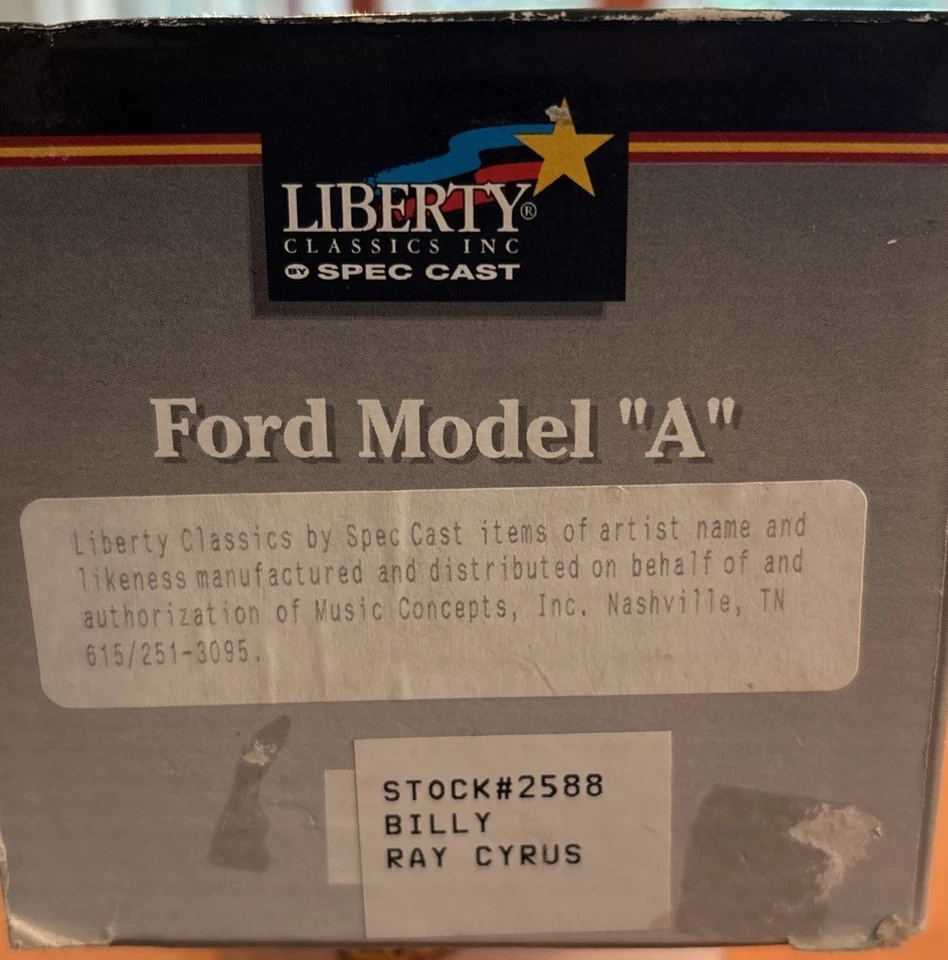 LIBERTY®
CLASSICS INC
BY SPEC CAST
Ford Model "A"
Liberty Classics by Spec Cast items of artist name and
likeness manufactured and distributed on behalf of and
authorization of Music Concepts, Inc. Nashville, TN
615/251-3095.
STOCK#2588
BILLY
RAY CYRUS